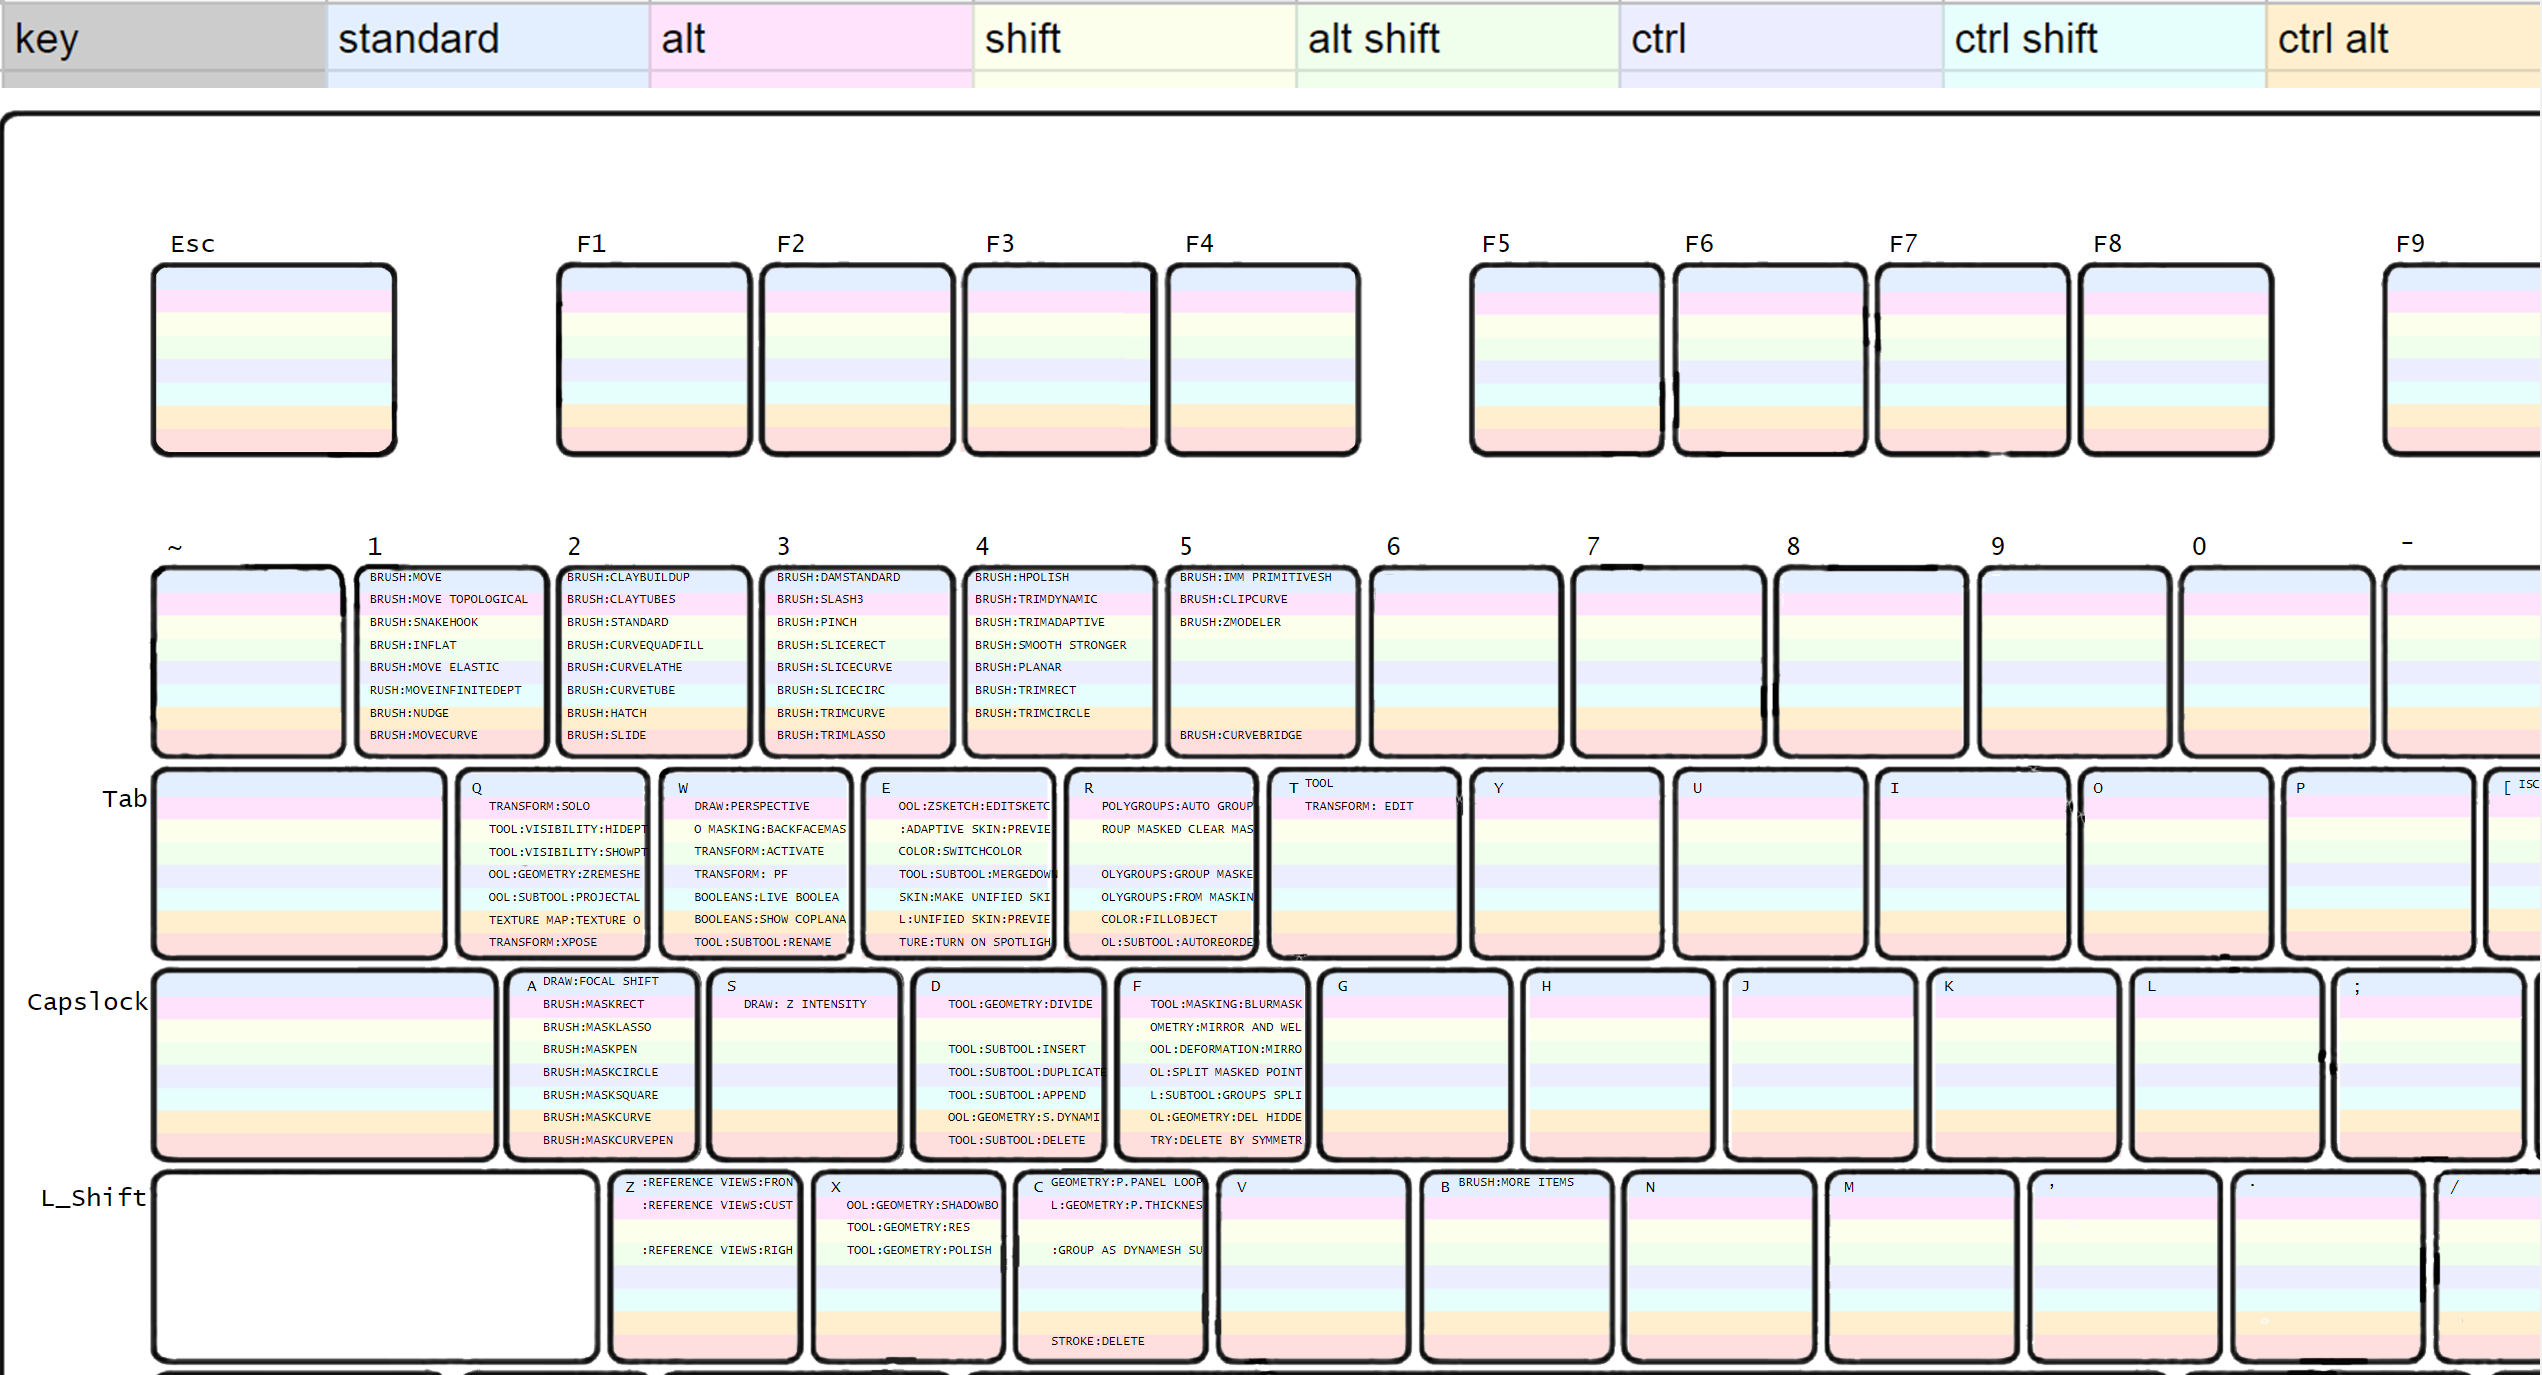 key standard alt shift alt shift ctrl ctrl shift ctrl alt
Esc F1 F2 F3 F4 F5 F6 F7 F8 F9
~ 1 2 3 4 5 6 7 8 9 0 -
BRUSH:MOVE
BRUSH:MOVE TOPOLOGICAL
BRUSH:SNAKEHOOK
BRUSH:INFLAT
BRUSH:MOVE ELASTIC
RUSH:MOVEINFINITEDEPT
BRUSH:NUDGE
BRUSH:MOVECURVE
BRUSH:CLAYBUILDUP
BRUSH:CLAYTUBES
BRUSH:STANDARD
BRUSH:CURVEQUADFILL
BRUSH:CURVELATHE
BRUSH:CURVETUBE
BRUSH:HATCH
BRUSH:SLIDE
BRUSH:DAMSTANDARD
BRUSH:SLASH3
BRUSH:PINCH
BRUSH:SLICERECT
BRUSH:SLICECURVE
BRUSH:SLICECIRC
BRUSH:TRIMCURVE
BRUSH:TRIMLASSO
BRUSH:HPOLISH
BRUSH:TRIMDYNAMIC
BRUSH:TRIMADAPTIVE
BRUSH:SMOOTH STRONGER
BRUSH:PLANAR
BRUSH:TRIMRECT
BRUSH:TRIMCIRCLE
BRUSH:IMM PRIMITIVESH
BRUSH:CLIPCURVE
BRUSH:ZMODELER
BRUSH:CURVEBRIDGE
Tab
Q
TRANSFORM:SOLO
TOOL:VISIBILITY:HIDEPT
TOOL:VISIBILITY:SHOWPT
OOL:GEOMETRY:ZREMESHE
OOL:SUBTOOL:PROJECTAL
TEXTURE MAP:TEXTURE O
TRANSFORM:XPOSE
W
DRAW:PERSPECTIVE
O MASKING:BACKFACEMAS
TRANSFORM:ACTIVATE
TRANSFORM: PF
BOOLEANS:LIVE BOOLEA
BOOLEANS:SHOW COPLANA
TOOL:SUBTOOL:RENAME
E
OOL:ZSKETCH:EDITSKETC
:ADAPTIVE SKIN:PREVIE
COLOR:SWITCHCOLOR
TOOL:SUBTOOL:MERGEDOWN
SKIN:MAKE UNIFIED SKI
L:UNIFIED SKIN:PREVIE
TURE:TURN ON SPOTLIGH
R
POLYGROUPS:AUTO GROUP
ROUP MASKED CLEAR MAS
OLYGROUPS:GROUP MASKE
OLYGROUPS:FROM MASKIN
COLOR:FILLOBJECT
OL:SUBTOOL:AUTOREORDE
T TOOL
TRANSFORM: EDIT
Y
U
I
O
P
[ ISC
Capslock
A DRAW:FOCAL SHIFT
BRUSH:MASKRECT
BRUSH:MASKLASSO
BRUSH:MASKPEN
BRUSH:MASKCIRCLE
BRUSH:MASKSQUARE
BRUSH:MASKCURVE
BRUSH:MASKCURVEPEN
S
DRAW: Z INTENSITY
D
TOOL:GEOMETRY:DIVIDE
TOOL:SUBTOOL:INSERT
TOOL:SUBTOOL:DUPLICATE
TOOL:SUBTOOL:APPEND
OOL:GEOMETRY:S.DYNAMI
TOOL:SUBTOOL:DELETE
F
TOOL:MASKING:BLURMASK
OMETRY:MIRROR AND WEL
OOL:DEFORMATION:MIRRO
OL:SPLIT MASKED POINT
L:SUBTOOL:GROUPS SPLI
OL:GEOMETRY:DEL HIDDE
TRY:DELETE BY SYMMETR
G
H
J
K
L
;
L_Shift
Z :REFERENCE VIEWS:FRON
:REFERENCE VIEWS:CUST
:REFERENCE VIEWS:RIGH
X
OOL:GEOMETRY:SHADOWBO
TOOL:GEOMETRY:RES
TOOL:GEOMETRY:POLISH
C GEOMETRY:P.PANEL LOOP
L:GEOMETRY:P.THICKNES
:GROUP AS DYNAMESH SU
STROKE:DELETE
V
B BRUSH:MORE ITEMS
N
M
,
.
/